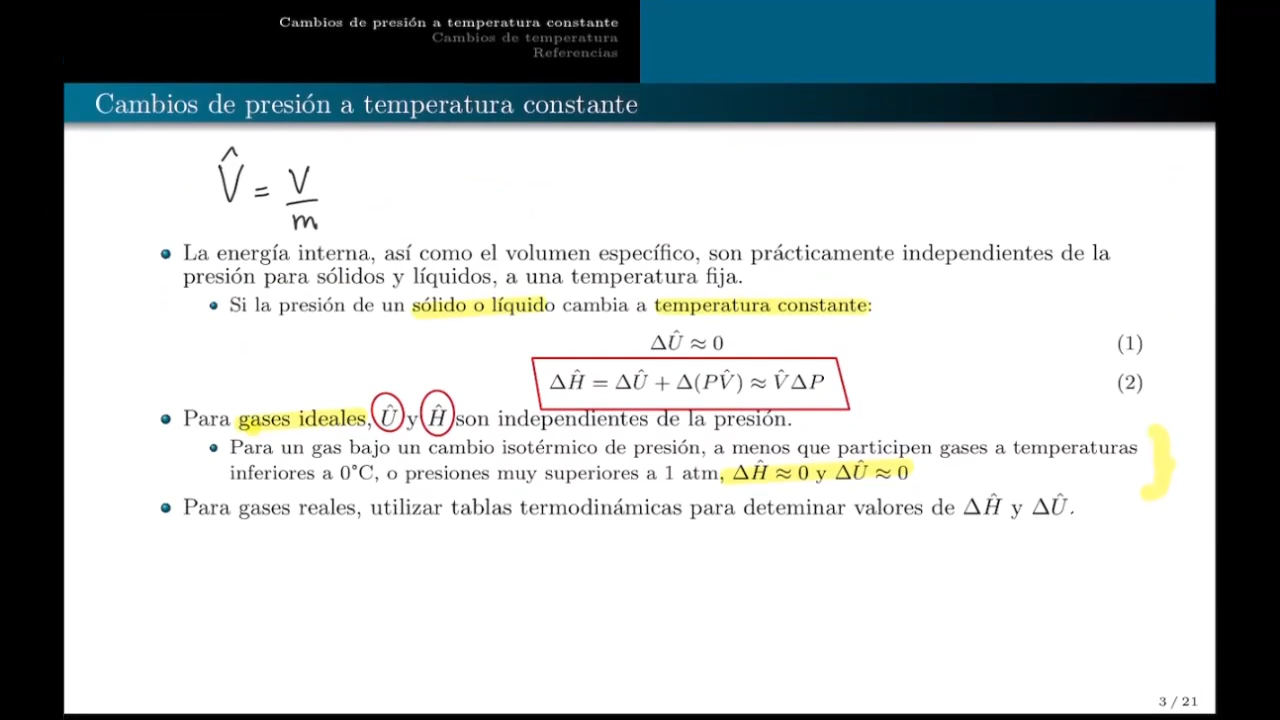 Cambios de presión a temperatura constante
Cambios de temperatura
Referencias
Cambios de presión a temperatura constante
V̂ = V/m
La energía interna, así como el volumen específico, son prácticamente independientes de la
presión para sólidos y líquidos, a una temperatura fija.
Si la presión de un sólido o líquido cambia a temperatura constante:
ΔÛ ≈ 0 (1)
ΔĤ = ΔÛ + Δ(PV̂) ≈ V̂ΔP (2)
Para gases ideales, Û y Ĥ son independientes de la presión.
Para un gas bajo un cambio isotérmico de presión, a menos que participen gases a temperaturas
inferiores a 0°C, o presiones muy superiores a 1 atm, ΔĤ ≈ 0 y ΔÛ ≈ 0
Para gases reales, utilizar tablas termodinámicas para deteminar valores de ΔĤ y ΔÛ.
3 / 21